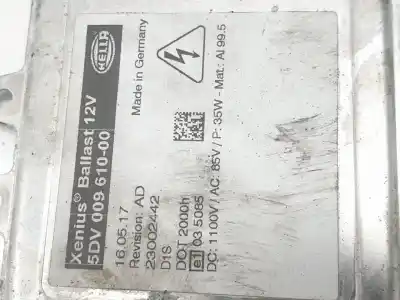 HELLA
Xenius® Ballast 12V
5DV 009 610-00
Made in Germany
16.05.17
Revision: AD
23002442
D1S
DOT 2000h
e1 03 5085
DC: 1100V / AC: 85V / P: 35W - Mat.: Al 99.5